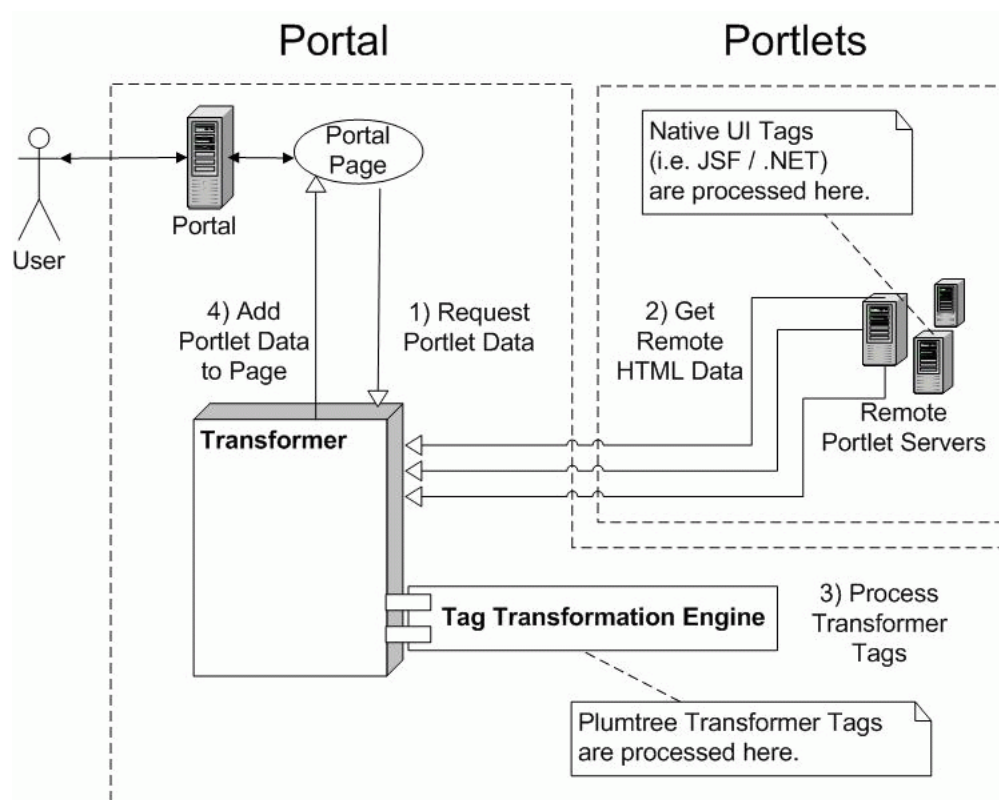 Portal
Portlets
Portal
Page
Native UI Tags
(i.e. JSF / .NET)
are processed here.
Portal
User
4) Add
Portlet Data
to Page
1) Request
Portlet Data
2) Get
Remote
HTML Data
Remote
Portlet Servers
Transformer
Tag Transformation Engine
3) Process
Transformer
Tags
Plumtree Transformer Tags
are processed here.